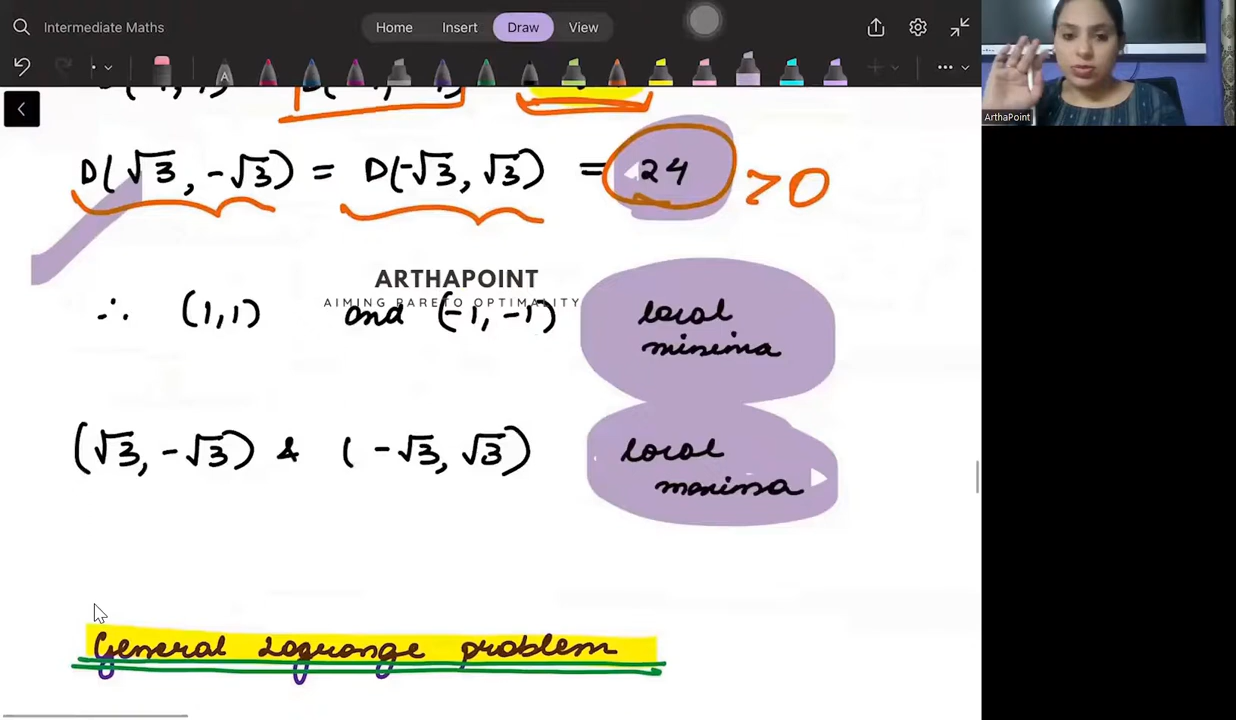 Intermediate Maths
Home Insert Draw View
ArthaPoint
D(√3, -√3) = D(-√3, √3) = 24 >0
ARTHAPOINT
AIMING PARETO OPTIMALITY
∴ (1,1) and (-1, -1) local
minima
(√3, -√3) & (-√3, √3) local
maxima
General Lagrange problem